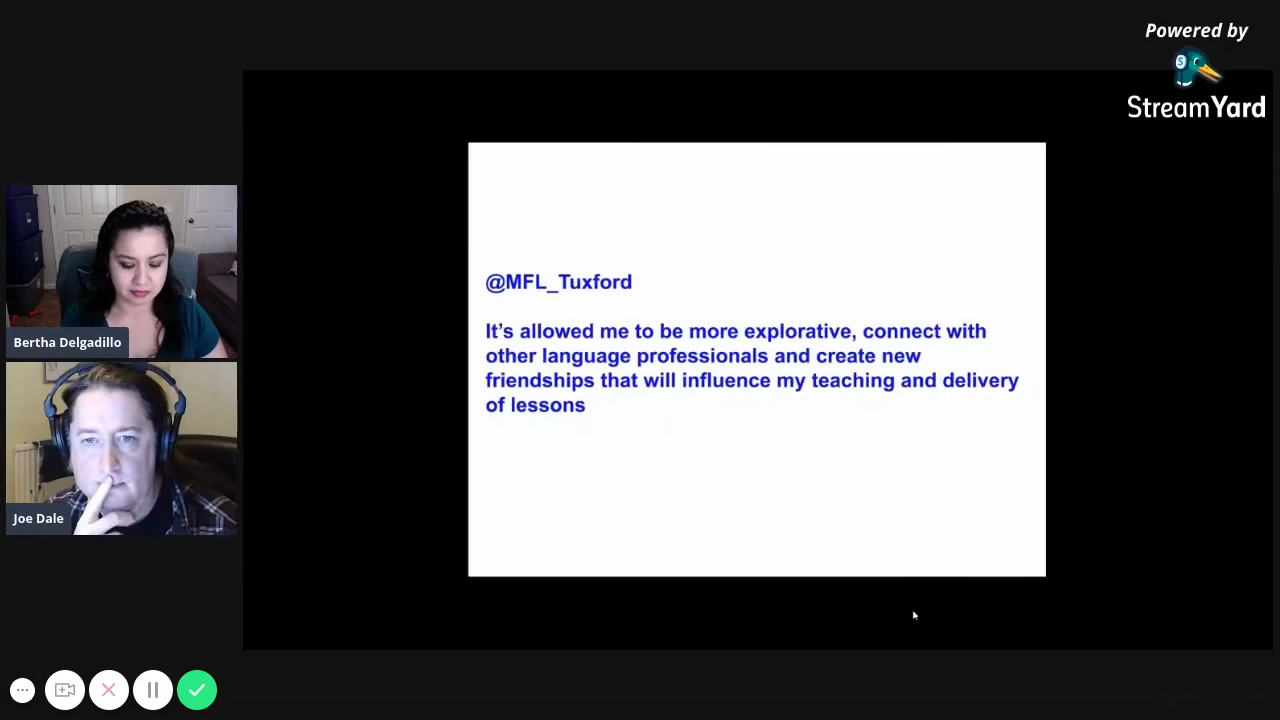 Powered by
StreamYard
@MFL_Tuxford
It’s allowed me to be more explorative, connect with
other language professionals and create new
friendships that will influence my teaching and delivery
of lessons
Bertha Delgadillo
Joe Dale